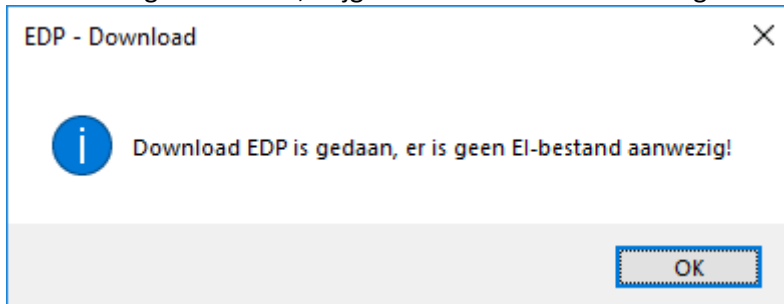 EDP - Download
Download EDP is gedaan, er is geen EI-bestand aanwezig!
OK